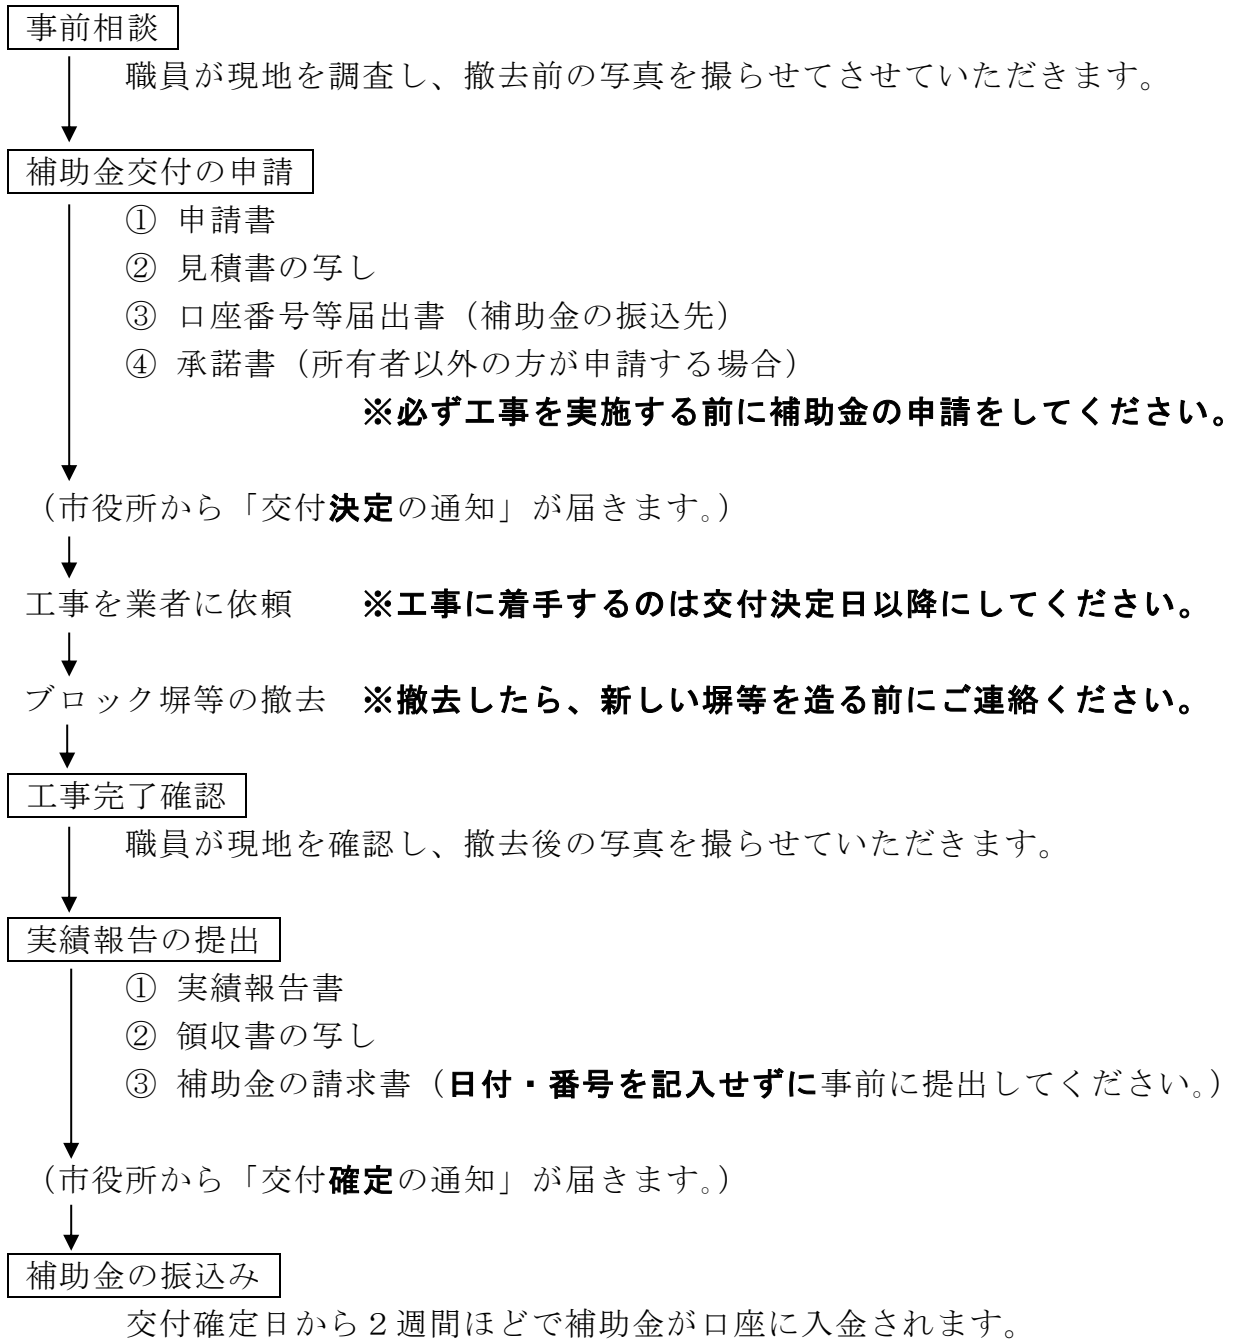 事前相談
職員が現地を調査し、撤去前の写真を撮らせてさせていただきます。
補助金交付の申請
① 申請書
② 見積書の写し
③ 口座番号等届出書（補助金の振込先）
④ 承諾書（所有者以外の方が申請する場合）
※必ず工事を実施する前に補助金の申請をしてください。
（市役所から「交付決定の通知」が届きます。）
工事を業者に依頼　※工事に着手するのは交付決定日以降にしてください。
ブロック塀等の撤去　※撤去したら、新しい塀等を造る前にご連絡ください。
工事完了確認
職員が現地を確認し、撤去後の写真を撮らせていただきます。
実績報告の提出
① 実績報告書
② 領収書の写し
③ 補助金の請求書（日付・番号を記入せずに事前に提出してください。）
（市役所から「交付確定の通知」が届きます。）
補助金の振込み
交付確定日から２週間ほどで補助金が口座に入金されます。